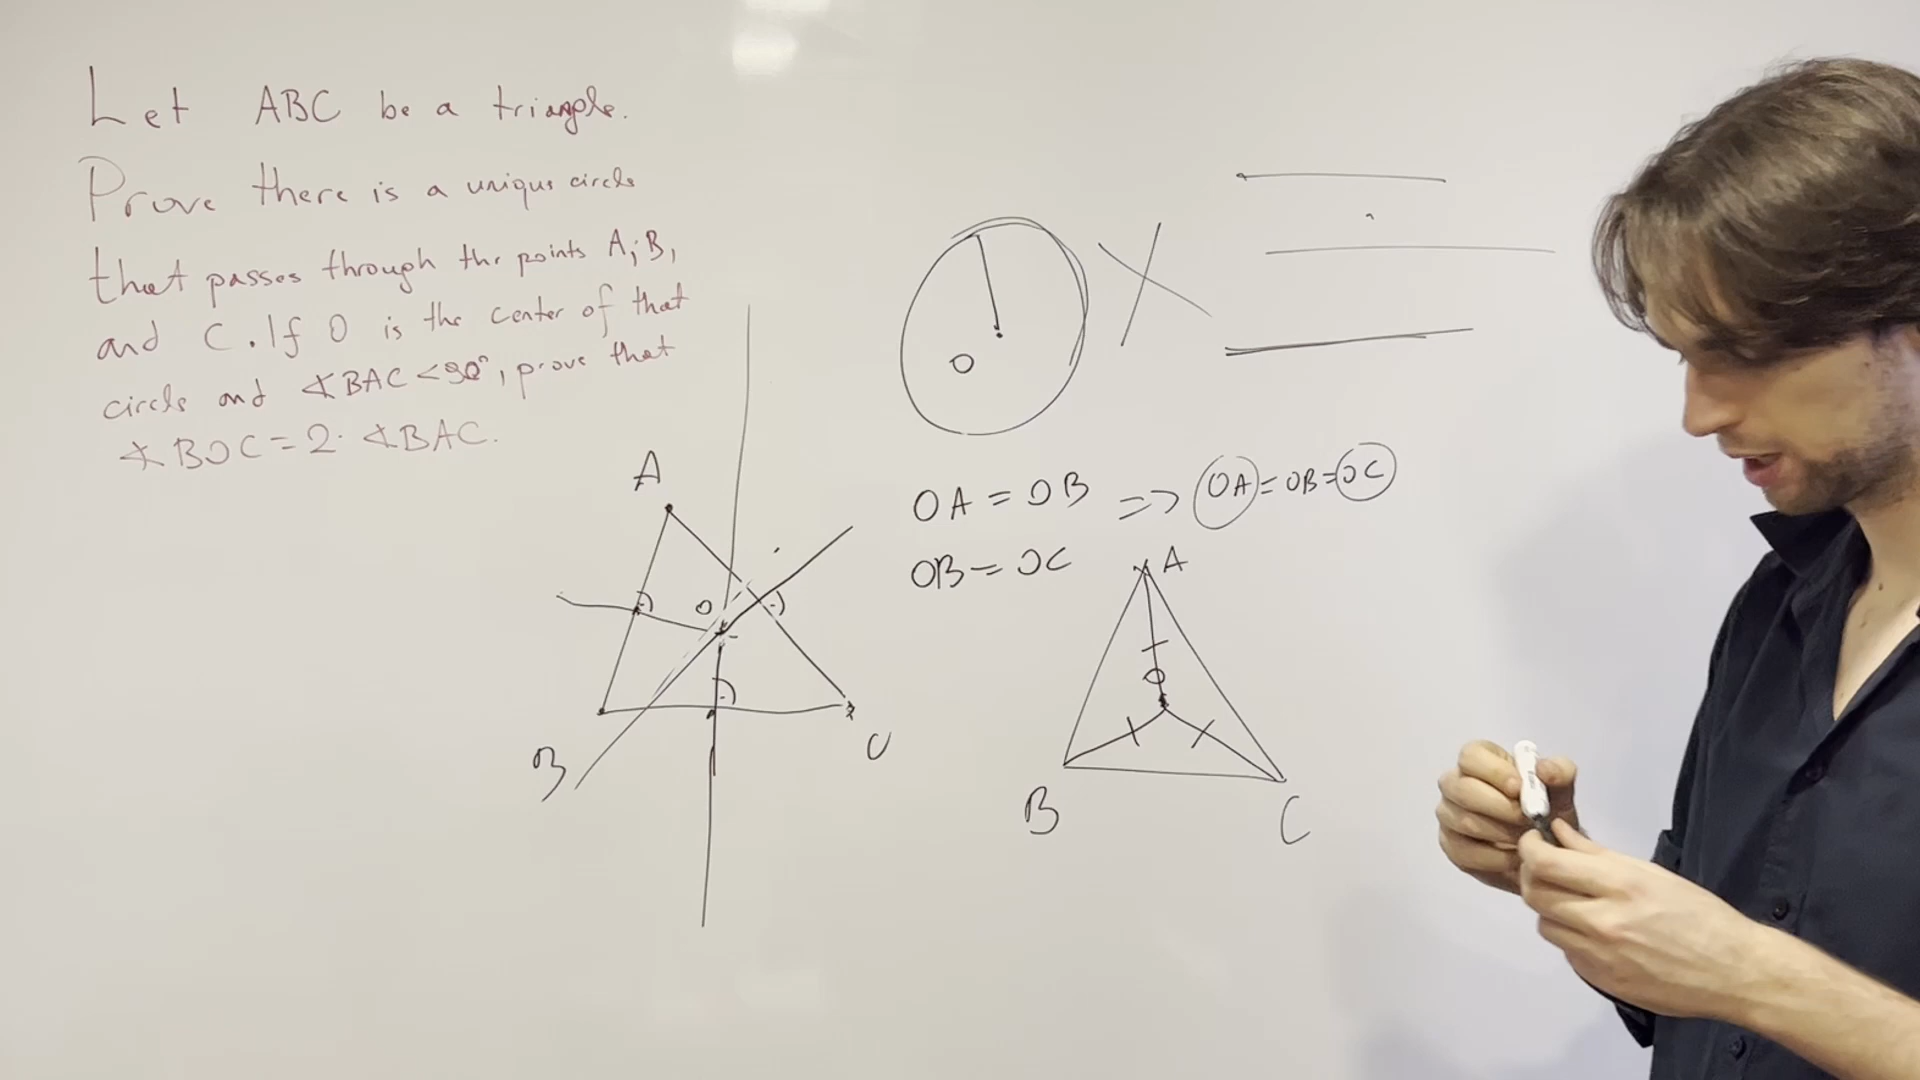 Let ABC be a triangle.
Prove there is a unique circle
that passes through the points A, B,
and C. If O is the center of that
circle and ∢BAC < 90°, prove that
∢BOC = 2 · ∢BAC.
O
OA = OB => OA = OB = OC
OB = OC
A
O
B
C
A
O
B
C